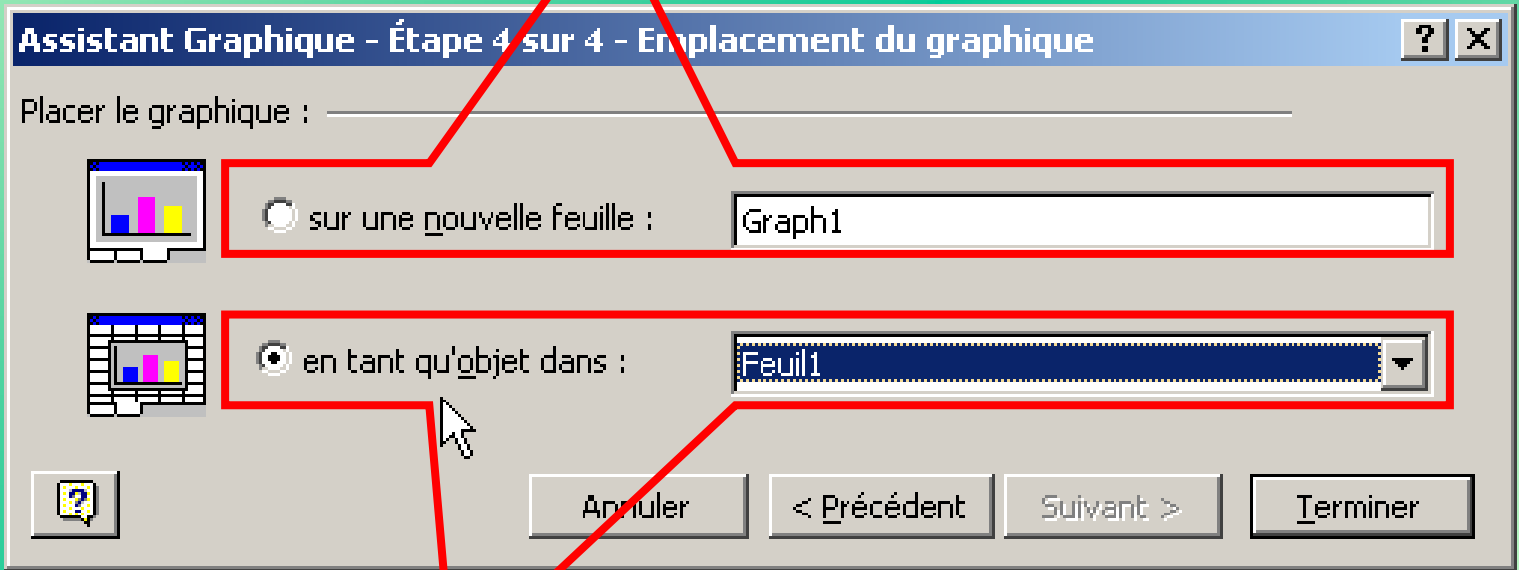 Assistant Graphique - Étape 4 sur 4 - Emplacement du graphique
Placer le graphique :
sur une nouvelle feuille : Graph1
en tant qu'objet dans : Feuil1
Annuler < Précédent Suivant > Terminer